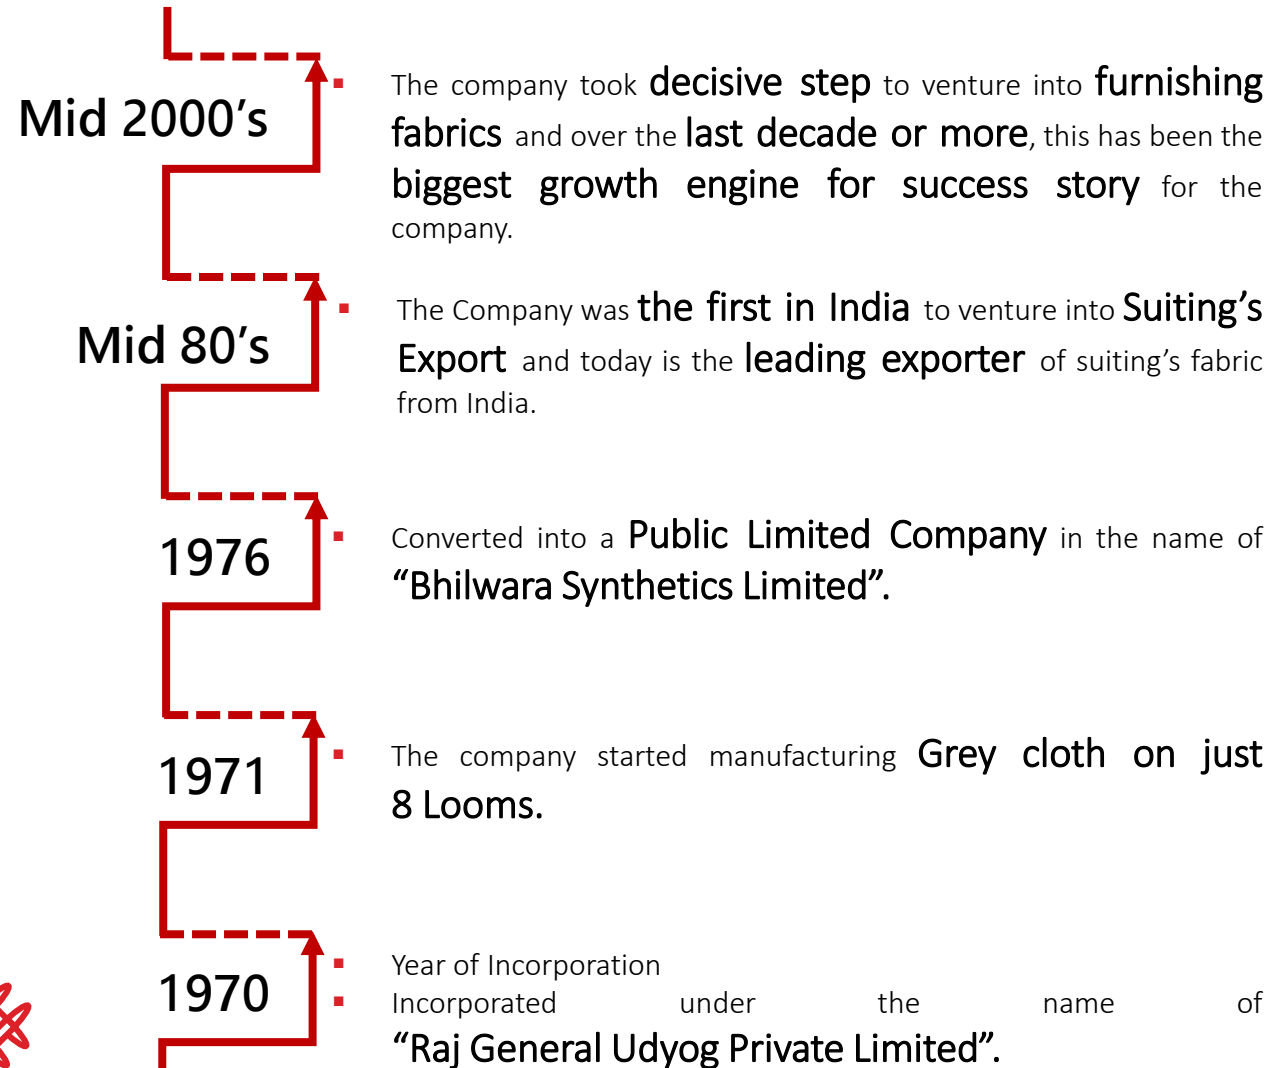 Mid 2000’s
The company took decisive step to venture into furnishing
fabrics and over the last decade or more, this has been the
biggest growth engine for success story for the
company.
Mid 80’s
The Company was the first in India to venture into Suiting’s
Export and today is the leading exporter of suiting’s fabric
from India.
1976
Converted into a Public Limited Company in the name of
“Bhilwara Synthetics Limited”.
1971
The company started manufacturing Grey cloth on just
8 Looms.
1970
Year of Incorporation
Incorporated under the name of
“Raj General Udyog Private Limited”.